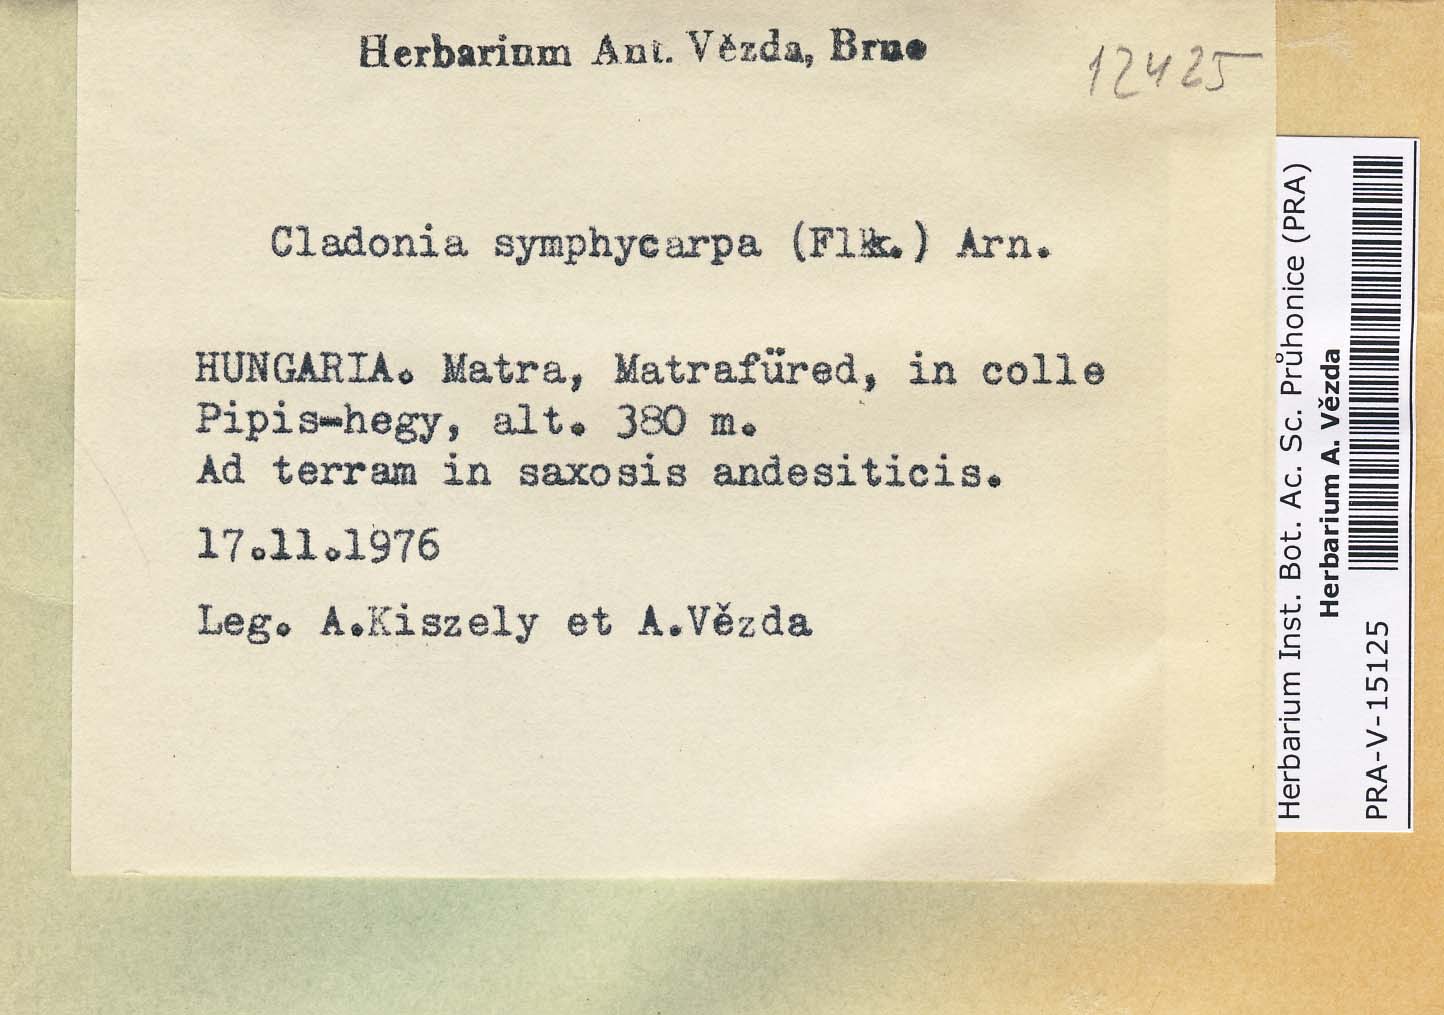 Herbarium Ant. Vězda, Brno
12425
Cladonia symphycarpa (Flk.) Arn.
HUNGARIA. Matra, Matrafüred, in colle
Pipis-hegy, alt. 380 m.
Ad terram in saxosis andesiticis.
17.11.1976
Leg. A.Kiszely et A.Vězda
Herbarium Inst. Bot. Ac. Sc. Průhonice (PRA)
Herbarium A. Vězda
PRA-V-15125